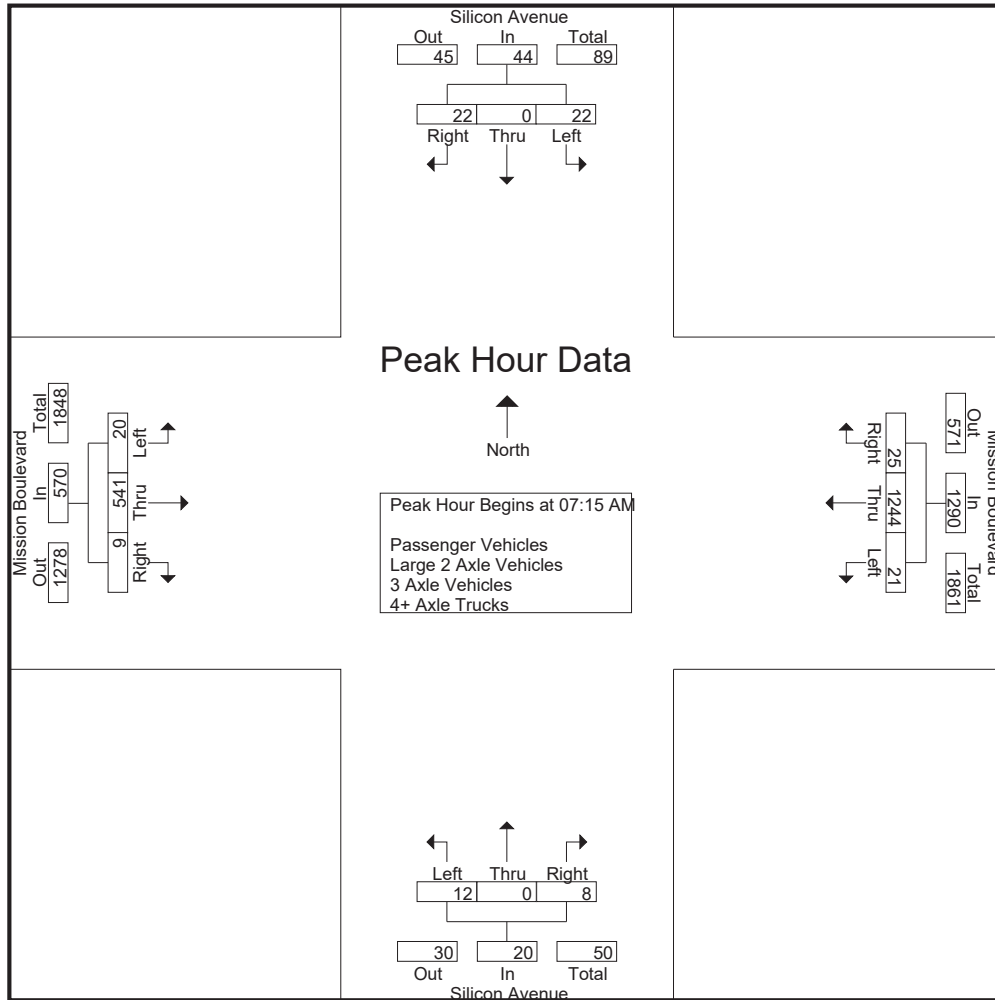 Silicon Avenue
Out In Total
45 44 89
22 0 22
Right Thru Left
Peak Hour Data
North
Peak Hour Begins at 07:15 AM
Passenger Vehicles
Large 2 Axle Vehicles
3 Axle Vehicles
4+ Axle Trucks
Mission Boulevard
Out In Total
1278 570 1848
9 541 20
Right Thru Left
Mission Boulevard
Out In Total
571 1290 1861
25 1244 21
Right Thru Left
Left Thru Right
12 0 8
30 20 50
Out In Total
Silicon Avenue